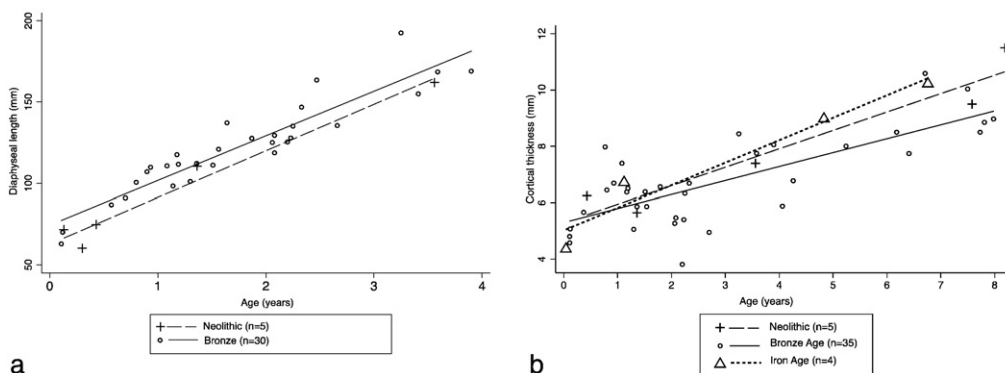 200
150
100
50
Diaphyseal length (mm)
0
1
2
3
4
Age (years)
Neolithic (n=5)
Bronze (n=30)
a
12
10
8
6
4
Cortical thickness (mm)
0
1
2
3
4
5
6
7
8
Age (years)
Neolithic (n=5)
Bronze Age (n=35)
Iron Age (n=4)
b